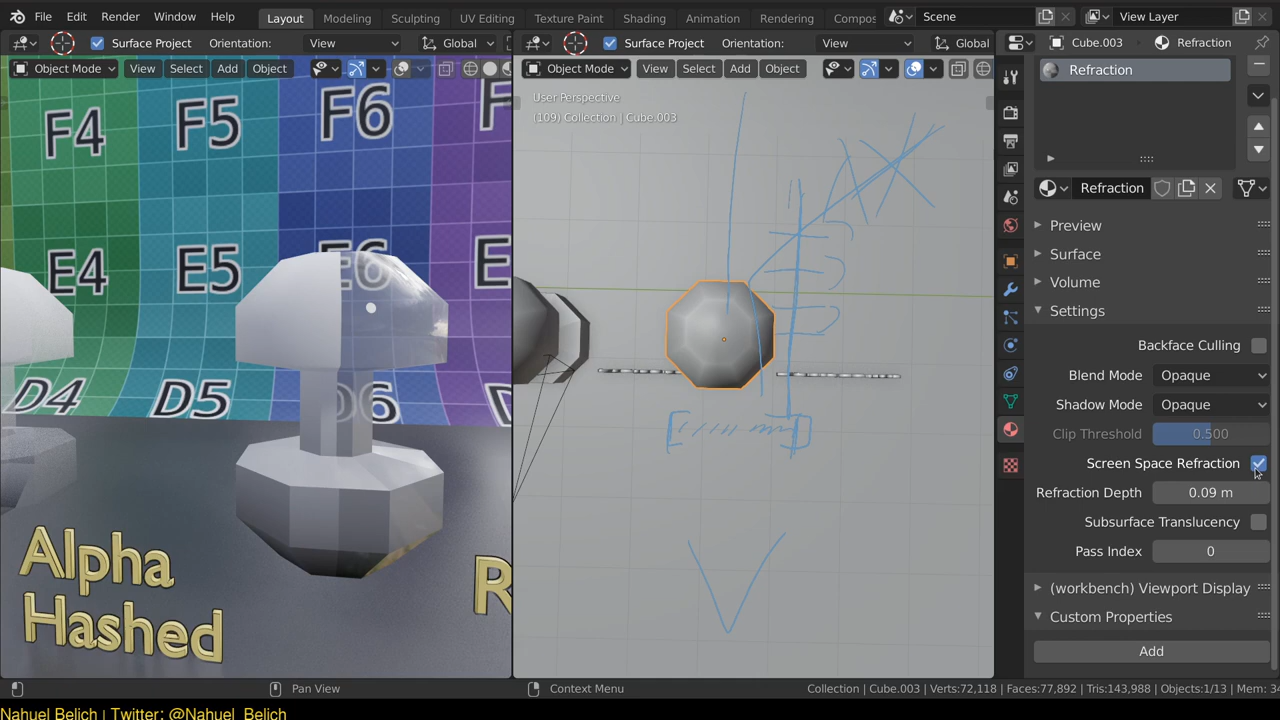 File Edit Render Window Help Layout Modeling Sculpting UV Editing Texture Paint Shading Animation Rendering Compos Scene View Layer
Surface Project Orientation: View Global Surface Project Orientation: View Global Cube.003 Refraction
Object Mode View Select Add Object Object Mode View Select Add Object
Refraction
User Perspective
(109) Collection | Cube.003
F4 F5 F6 F
Refraction
Preview
Surface
Volume
Settings
E4 E5 E6 E
Backface Culling
Blend Mode Opaque
Shadow Mode Opaque
Clip Threshold 0.500
D4 D5 D6
Screen Space Refraction
Refraction Depth 0.09 m
Subsurface Translucency
Pass Index 0
Alpha
Hashed
R
(workbench) Viewport Display
Custom Properties
Add
Pan View Context Menu Collection | Cube.003 | Verts:72,118 | Faces:77,892 | Tris:143,988 | Objects:1/13 | Mem: 34
Nahuel Belich | Twitter: @Nahuel_Belich